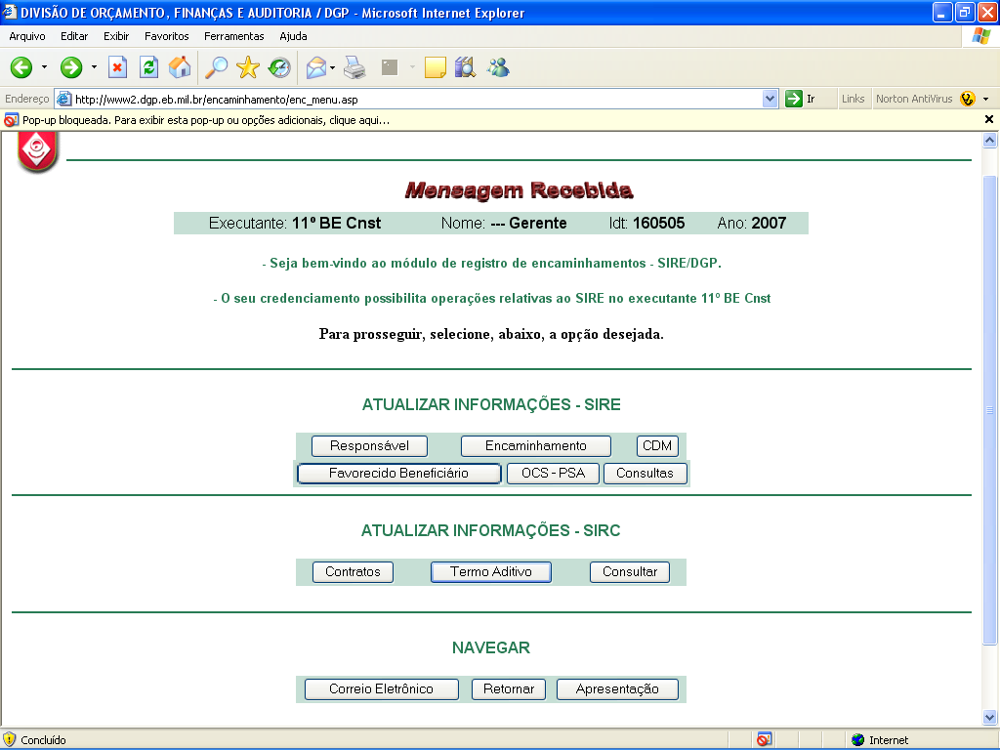 DIVISÃO DE ORÇAMENTO, FINANÇAS E AUDITORIA / DGP - Microsoft Internet Explorer
Arquivo Editar Exibir Favoritos Ferramentas Ajuda
Endereço http://www2.dgp.eb.mil.br/encaminhamento/enc_menu.asp Ir Links Norton AntiVirus
Pop-up bloqueada. Para exibir esta pop-up ou opções adicionais, clique aqui...
Mensagem Recebida
Executante: 11º BE Cnst Nome: --- Gerente Idt: 160505 Ano: 2007
- Seja bem-vindo ao módulo de registro de encaminhamentos - SIRE/DGP.
- O seu credenciamento possibilita operações relativas ao SIRE no executante 11º BE Cnst
Para prosseguir, selecione, abaixo, a opção desejada.
ATUALIZAR INFORMAÇÕES - SIRE
Responsável Encaminhamento CDM
Favorecido Beneficiário OCS - PSA Consultas
ATUALIZAR INFORMAÇÕES - SIRC
Contratos Termo Aditivo Consultar
NAVEGAR
Correio Eletrônico Retornar Apresentação
Concluído Internet